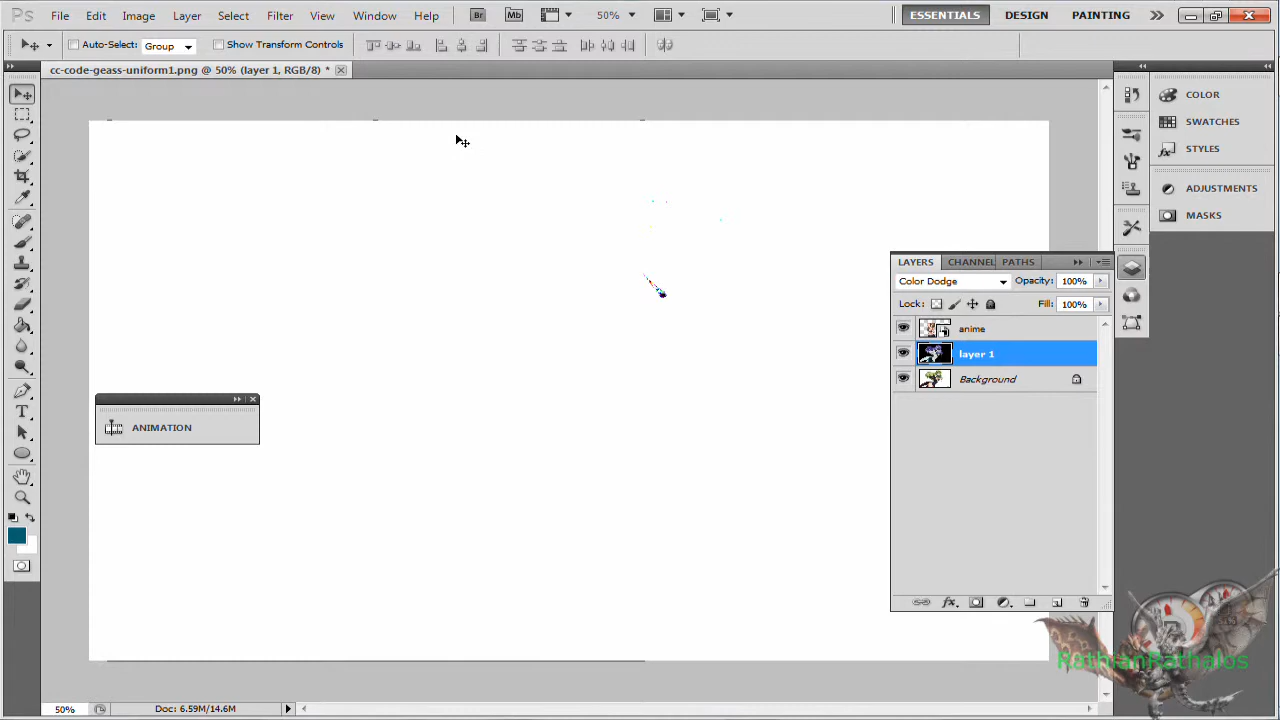 Ps File Edit Image Layer Select Filter View Window Help Br Mb 50% ESSENTIALS DESIGN PAINTING
Auto-Select: Group Show Transform Controls
cc-code-geass-uniform1.png @ 50% (layer 1, RGB/8) *
COLOR
SWATCHES
STYLES
ADJUSTMENTS
MASKS
LAYERS CHANNEL PATHS
Color Dodge Opacity: 100%
Lock: Fill: 100%
anime
layer 1
Background
ANIMATION
RathianRathalos
50% Doc: 6.59M/14.6M